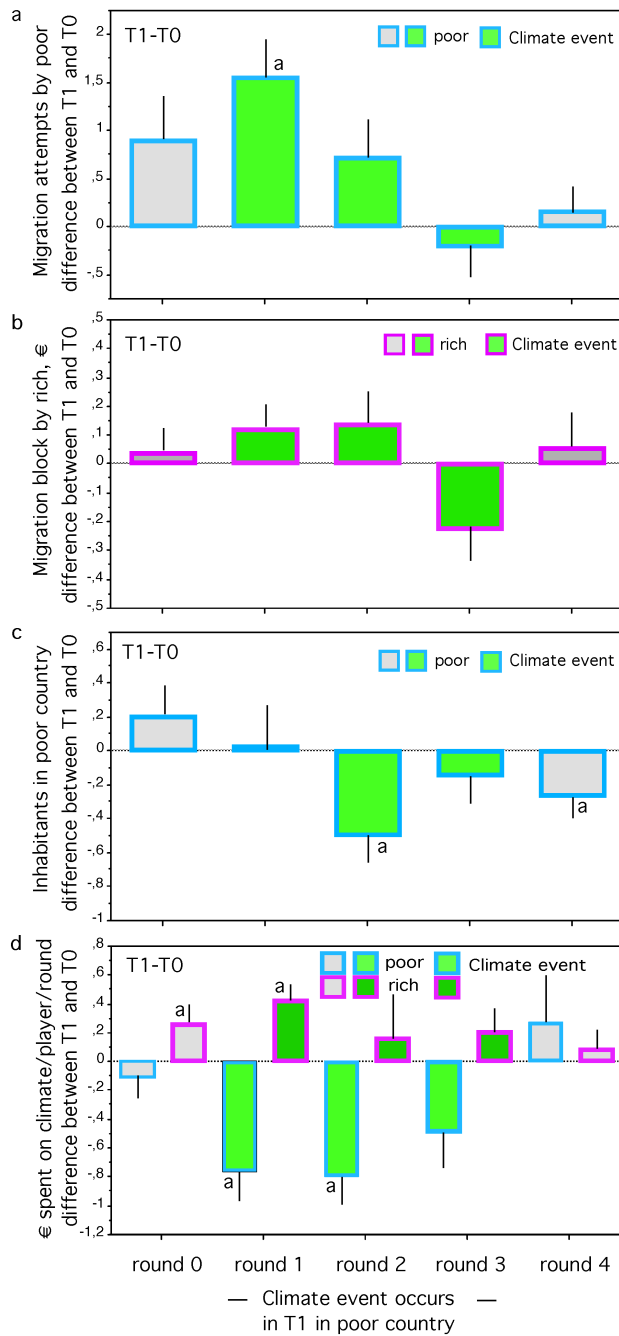 a
T1-T0
poor
Climate event
Migration attempts by poor
difference between T1 and T0
2
1,5
1
,5
0
-,5
b
T1-T0
rich
Climate event
Migration block by rich, €
difference between T1 and T0
,5
,4
,3
,2
,1
0
-,1
-,2
-,3
-,4
-,5
c
T1-T0
poor
Climate event
Inhabitants in poor country
difference between T1 and T0
,6
,4
,2
0
-,2
-,4
-,6
-,8
-1
a
a
d
T1-T0
poor
Climate event
rich
€ spent on climate/player/round
difference between T1 and T0
,8
,6
,4
,2
0
-,2
-,4
-,6
-,8
-1
-1,2
a
a
a
a
a
round 0
round 1
round 2
round 3
round 4
— Climate event occurs —
in T1 in poor country